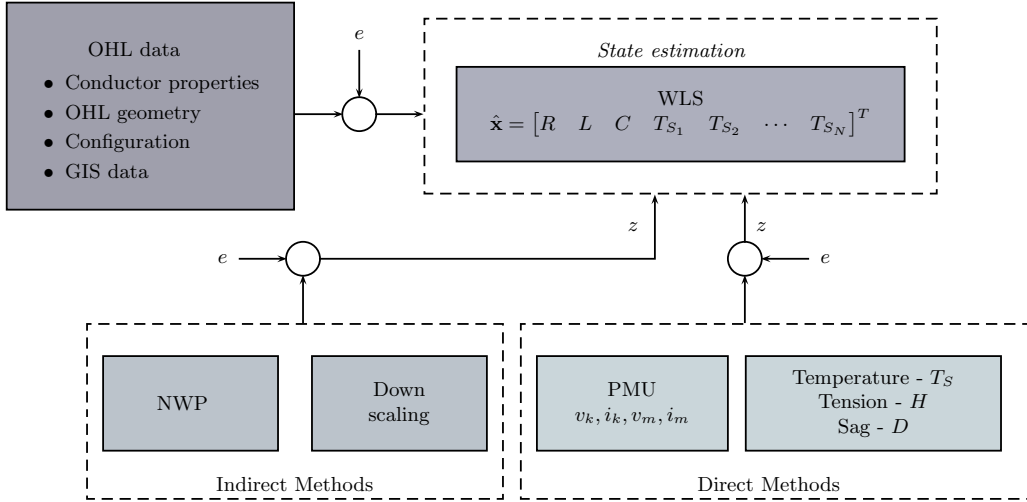 OHL data
• Conductor properties
• OHL geometry
• Configuration
• GIS data
e
State estimation
WLS
x̂ = [R L C T_{S_1} T_{S_2} ⋯ T_{S_N}]^T
z
z
e
e
NWP
Down
scaling
Indirect Methods
PMU
v_k, i_k, v_m, i_m
Temperature - T_S
Tension - H
Sag - D
Direct Methods